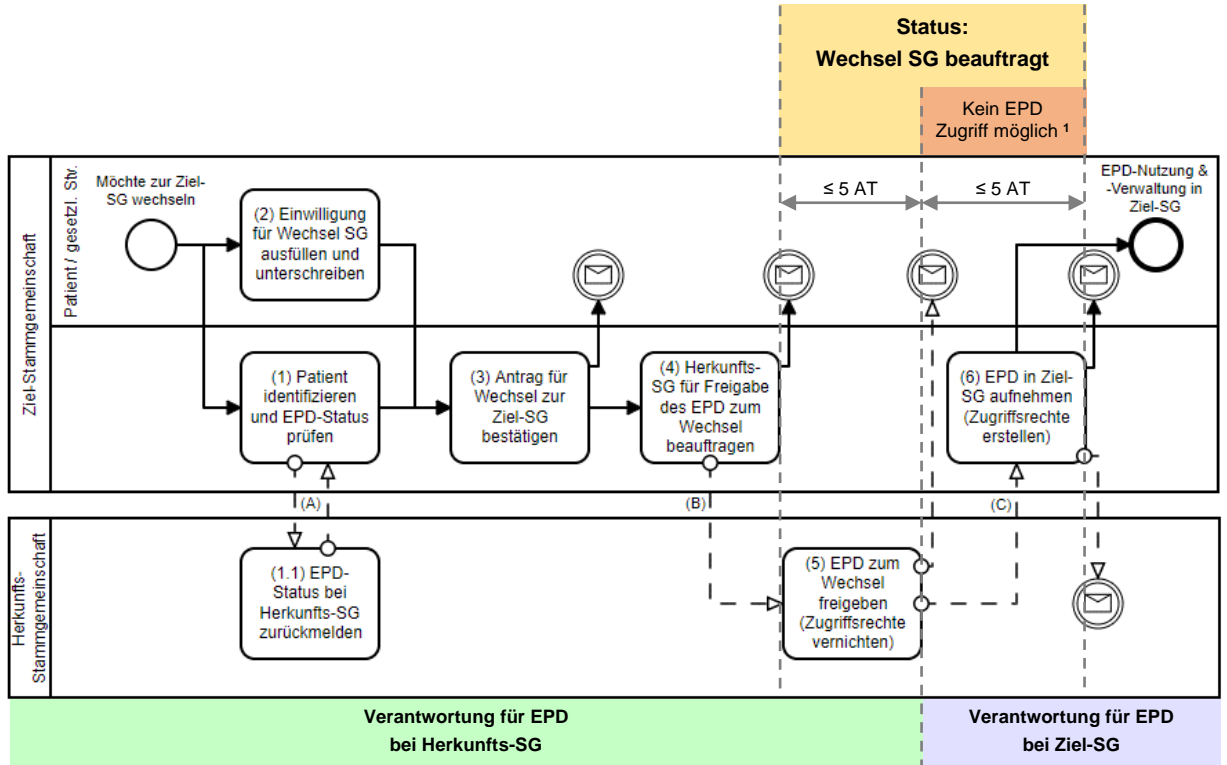 Status:
Wechsel SG beauftragt
Kein EPD
Zugriff möglich ¹
Ziel-Stammgemeinschaft
Patient / gesetzl. Stv.
Möchte zur Ziel-
SG wechseln
(2) Einwilligung
für Wechsel SG
ausfüllen und
unterschreiben
≤ 5 AT
≤ 5 AT
EPD-Nutzung &
-Verwaltung in
Ziel-SG
(1) Patient
identifizieren
und EPD-Status
prüfen
(3) Antrag für
Wechsel zur
Ziel-SG
bestätigen
(4) Herkunfts-
SG für Freigabe
des EPD zum
Wechsel
beauftragen
(6) EPD in Ziel-
SG aufnehmen
(Zugriffsrechte
erstellen)
(A)
(B)
(C)
Herkunfts-
Stammgemeinschaft
(1.1) EPD-
Status bei
Herkunfts-SG
zurückmelden
(5) EPD zum
Wechsel
freigeben
(Zugriffsrechte
vernichten)
Verantwortung für EPD
bei Herkunfts-SG
Verantwortung für EPD
bei Ziel-SG